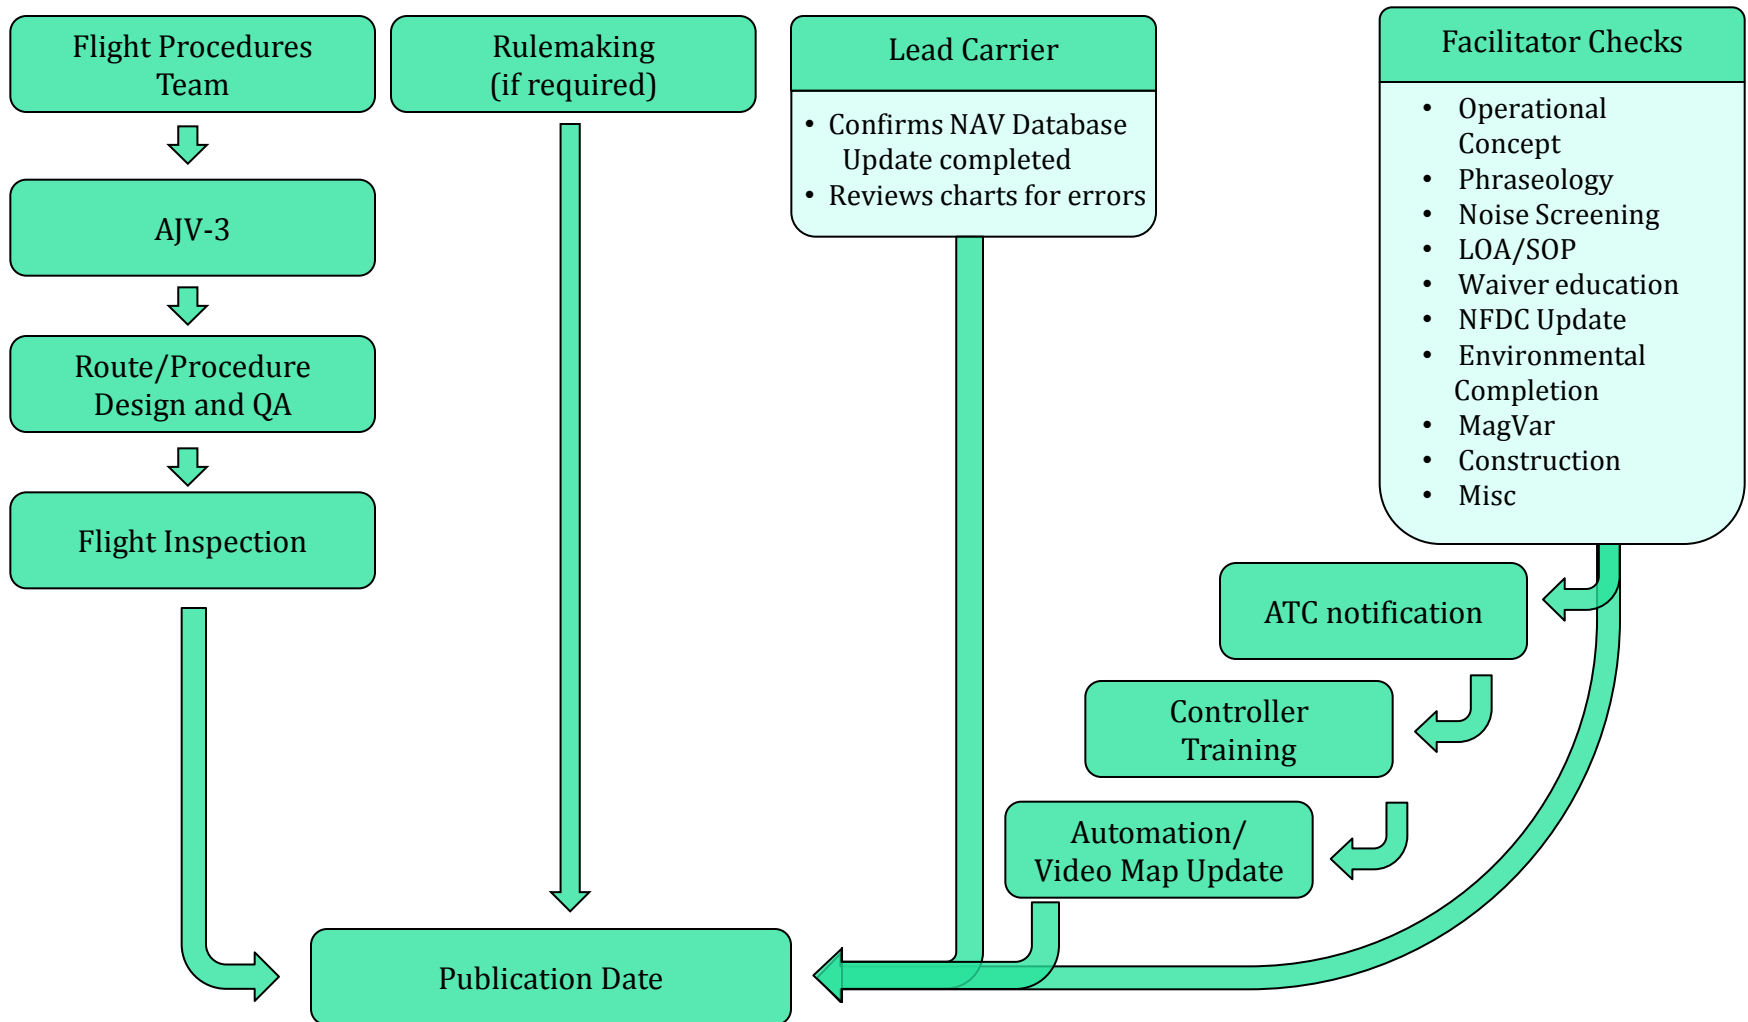 Flight Procedures
Team
Rulemaking
(if required)
Lead Carrier
• Confirms NAV Database
Update completed
• Reviews charts for errors
Facilitator Checks
• Operational
Concept
• Phraseology
• Noise Screening
• LOA/SOP
• Waiver education
• NFDC Update
• Environmental
Completion
• MagVar
• Construction
• Misc
AJV-3
Route/Procedure
Design and QA
Flight Inspection
ATC notification
Controller
Training
Automation/
Video Map Update
Publication Date